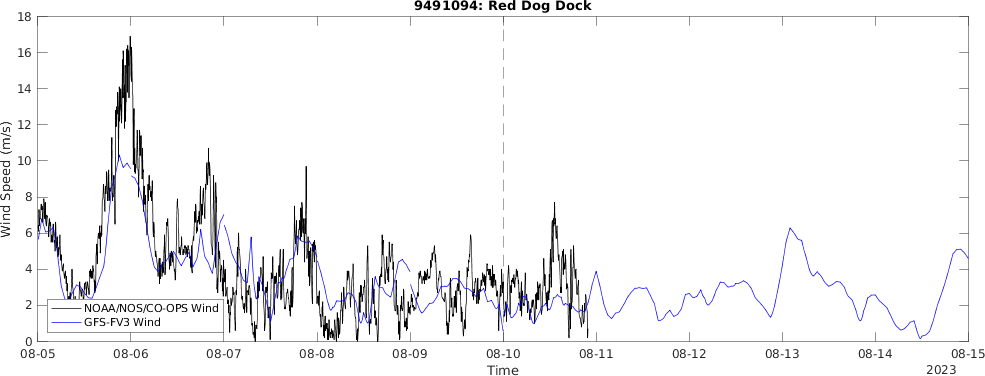 9491094: Red Dog Dock
18
16
14
12
10
8
6
4
2
0
Wind Speed (m/s)
NOAA/NOS/CO-OPS Wind
GFS-FV3 Wind
08-05 08-06 08-07 08-08 08-09 08-10 08-11 08-12 08-13 08-14 08-15
Time
2023